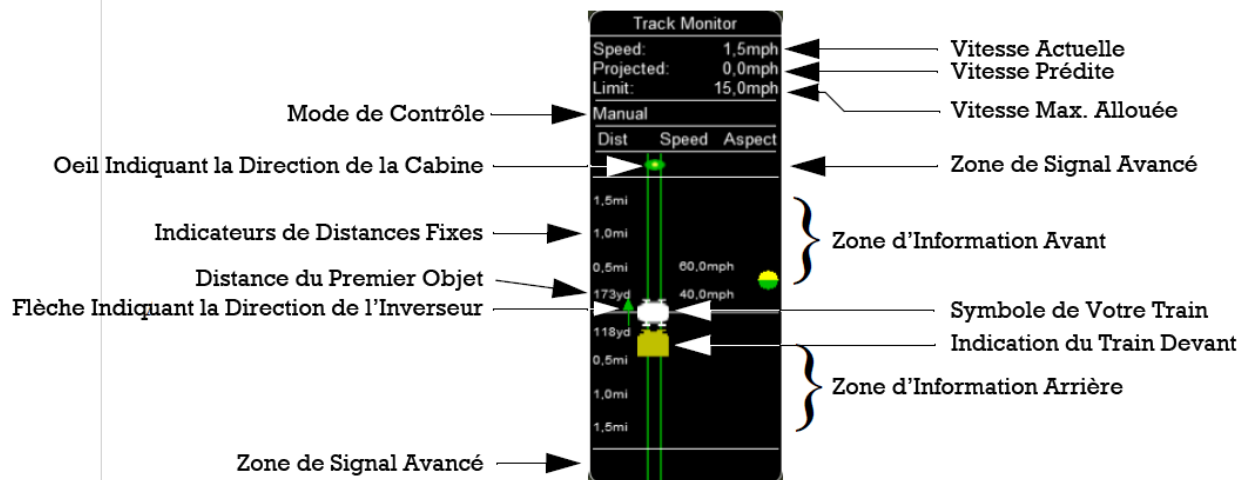 Track Monitor
Speed: 1,5mph
Projected: 0,0mph
Limit: 15,0mph
Manual
Dist Speed Aspect
1,5mi
1,0mi
0,5mi 60,0mph
173yd 40,0mph
118yd
0,5mi
1,0mi
1,5mi
Mode de Contrôle
Oeil Indiquant la Direction de la Cabine
Indicateurs de Distances Fixes
Distance du Premier Objet
Flèche Indiquant la Direction de l'Inverseur
Zone de Signal Avancé
Vitesse Actuelle
Vitesse Prédite
Vitesse Max. Allouée
Zone de Signal Avancé
Zone d'Information Avant
Symbole de Votre Train
Indication du Train Devant
Zone d'Information Arrière